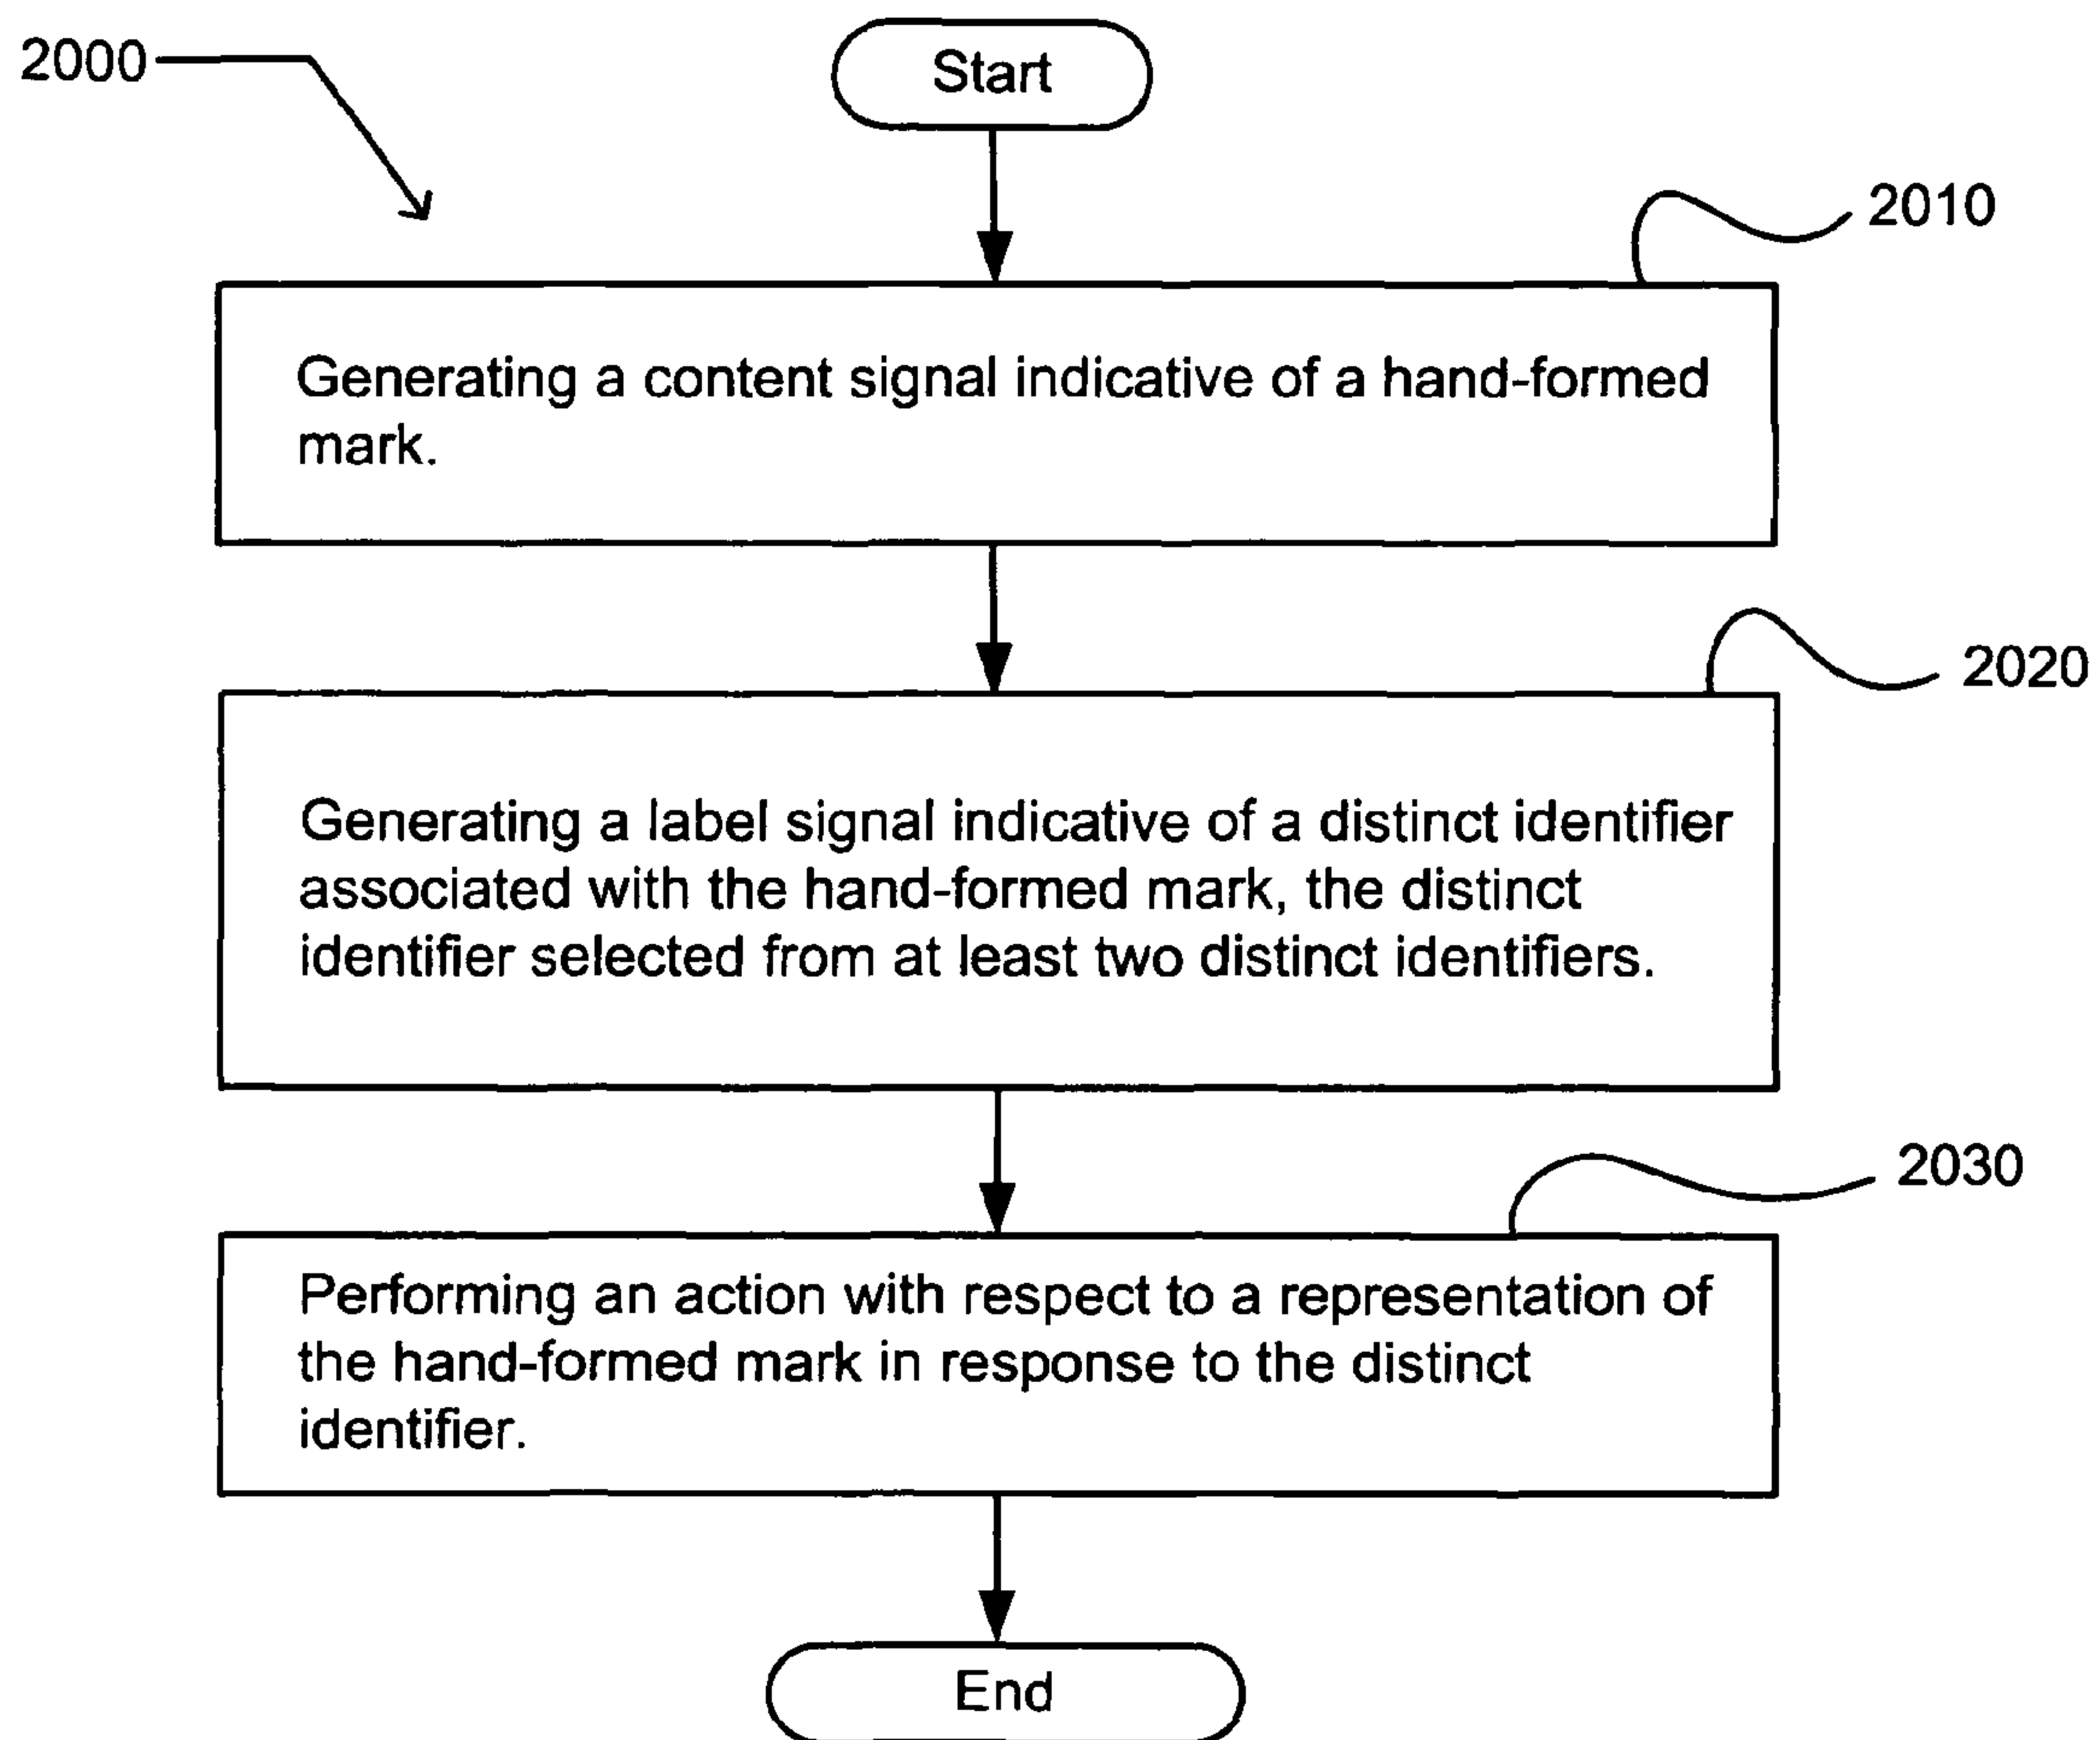 2000
Start
2010
Generating a content signal indicative of a hand-formed
mark.
2020
Generating a label signal indicative of a distinct identifier
associated with the hand-formed mark, the distinct
identifier selected from at least two distinct identifiers.
2030
Performing an action with respect to a representation of
the hand-formed mark in response to the distinct
identifier.
End